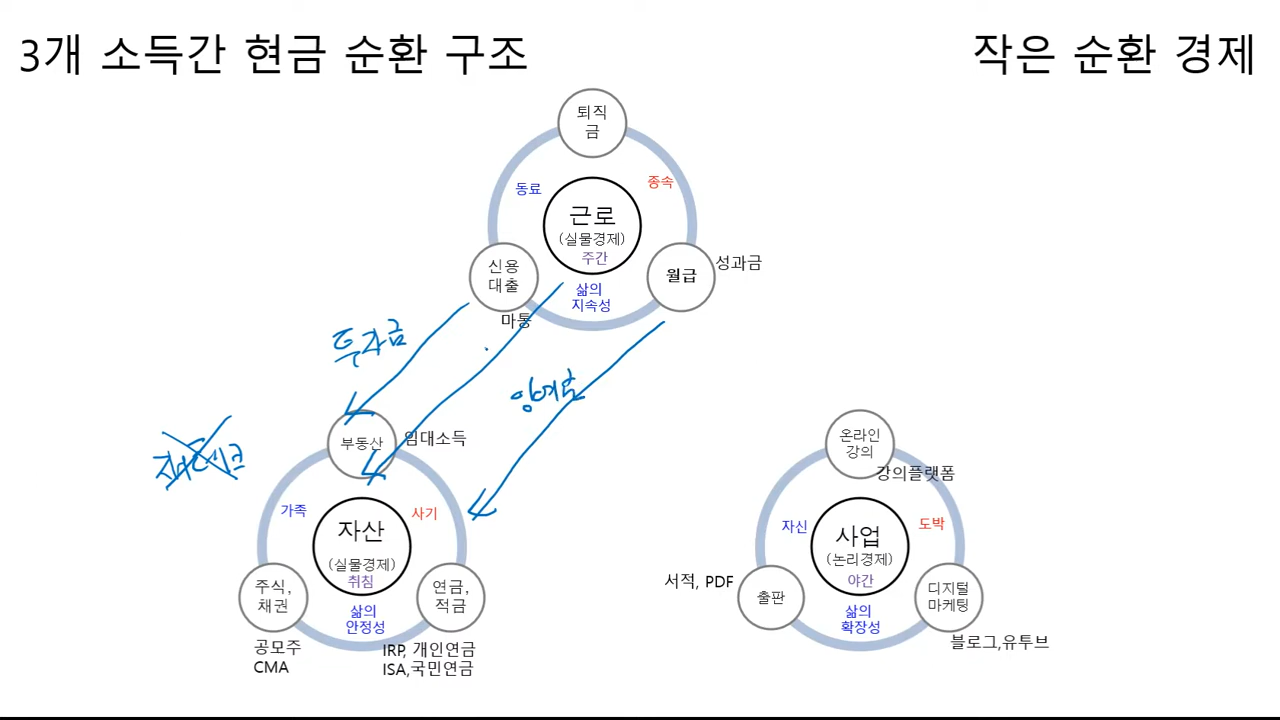 3개 소득간 현금 순환 구조
작은 순환 경제
퇴직
금
동료
종속
근로
(실물경제)
주간
신용
대출
월급
성과금
삶의
지속성
마통
투자금
양여금
부동산
임대소득
가족
사기
자산
(실물경제)
취침
주식,
채권
연금,
적금
삶의
안정성
공모주
CMA
IRP, 개인연금
ISA,국민연금
온라인
강의
강의플랫폼
자신
도박
사업
(논리경제)
야간
서적, PDF
출판
디지털
마케팅
삶의
확장성
블로그,유투브